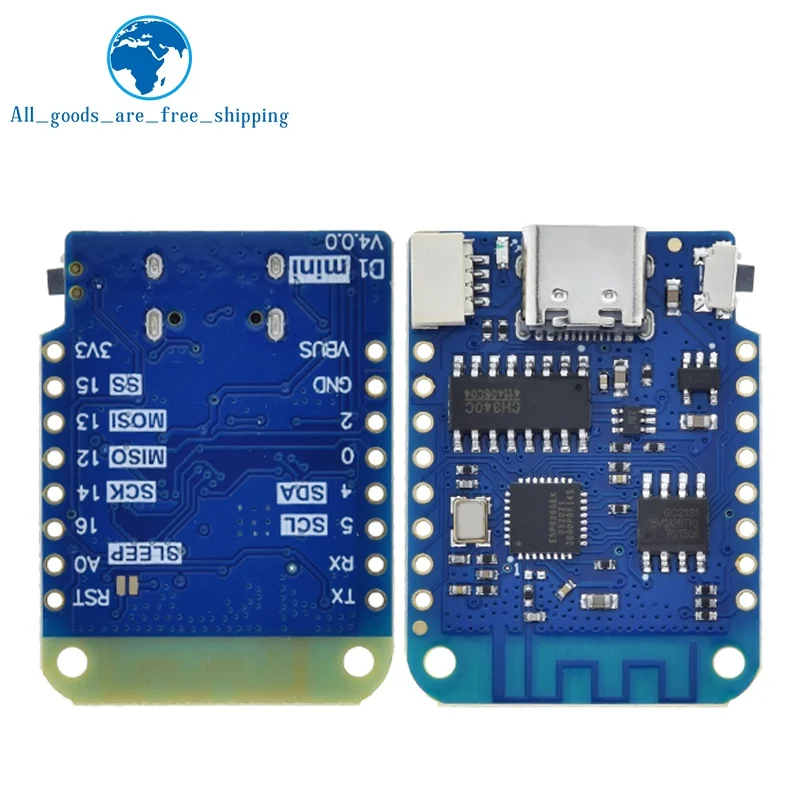 All_goods_are_free_shipping
D1 mini
V4.0.0
TX
RX
5 SCL
4 SDA
0
2
GND
VBUS
RST
A0 SLEEP
16
14 SCK
12 MISO
13 MOSI
15 SS
3V3
CH340C
1